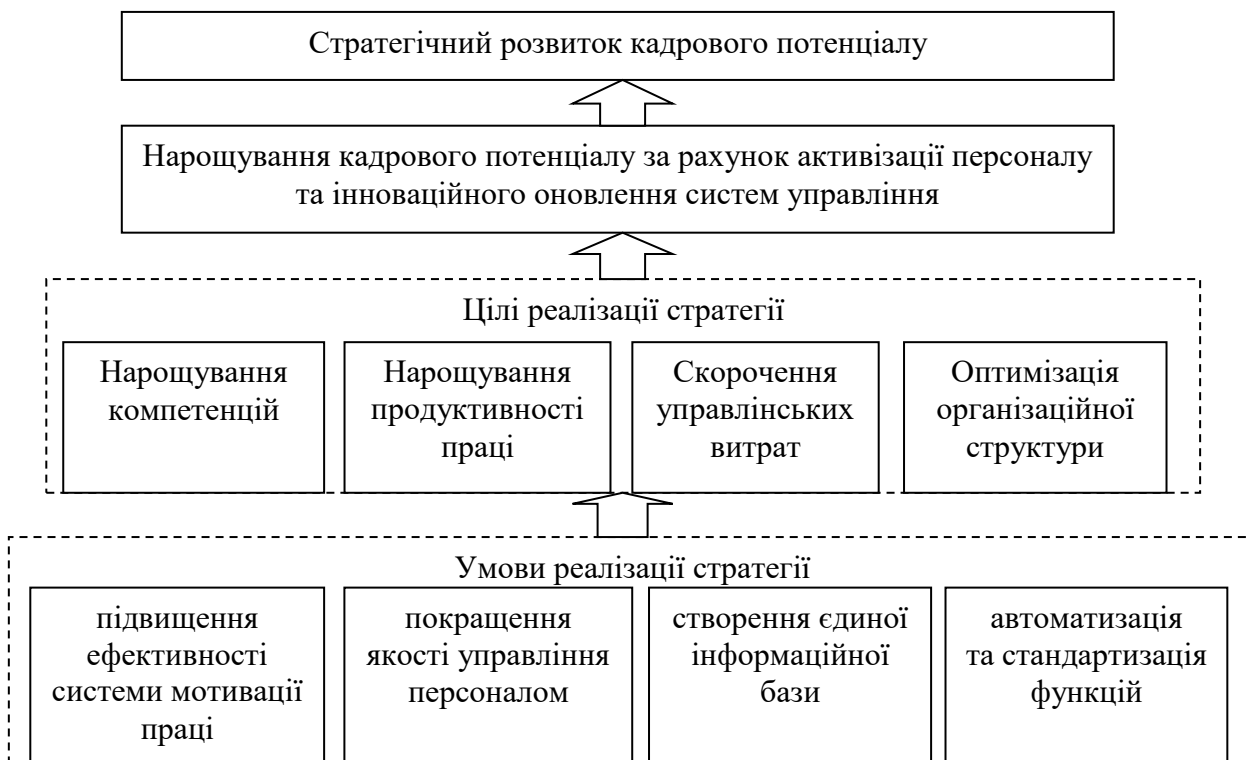 Стратегічний розвиток кадрового потенціалу
Нарощування кадрового потенціалу за рахунок активізації персоналу
та інноваційного оновлення систем управління
Цілі реалізації стратегії
Нарощування
компетенцій
Нарощування
продуктивності
праці
Скорочення
управлінських
витрат
Оптимізація
організаційної
структури
Умови реалізації стратегії
підвищення
ефективності
системи мотивації
праці
покращення
якості управління
персоналом
створення єдиної
інформаційної
бази
автоматизація
та стандартизація
функцій